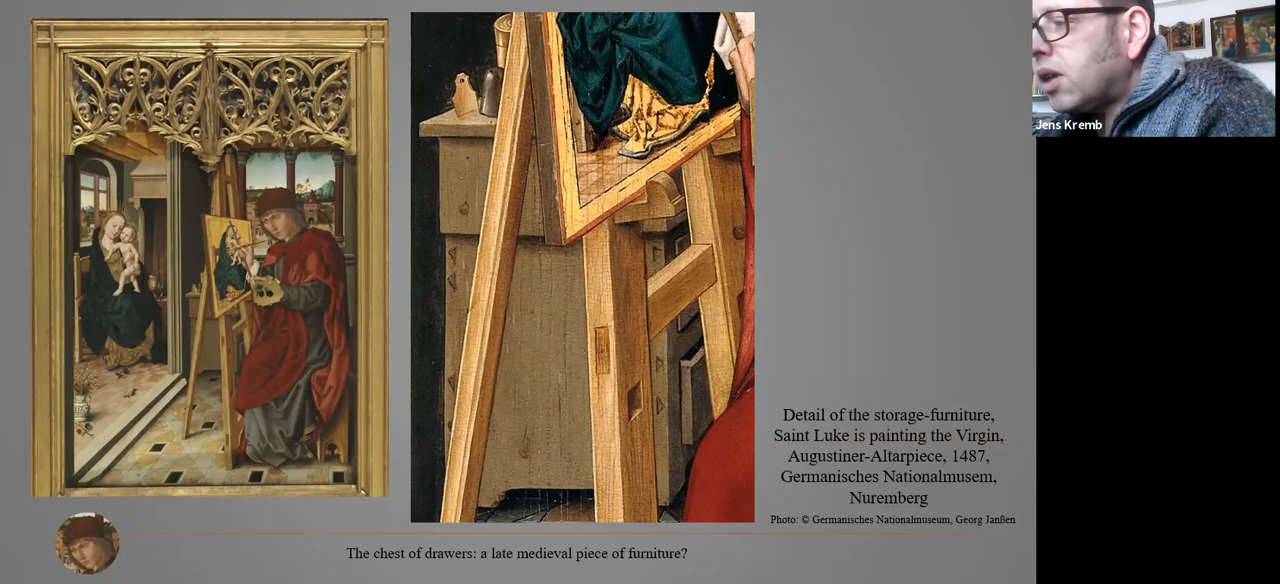 Jens Kremb
Detail of the storage-furniture,
Saint Luke is painting the Virgin,
Augustiner-Altarpiece, 1487,
Germanisches Nationalmusem,
Nuremberg
Photo: © Germanisches Nationalmuseum, Georg Janßen
The chest of drawers: a late medieval piece of furniture?